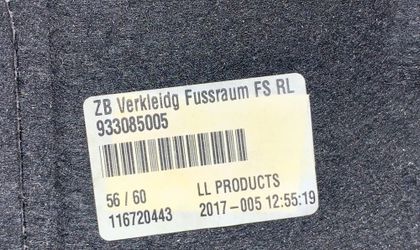 ZB Verkleidg Fussraum FS RL
933085005
56 / 60 LL PRODUCTS
116720443 2017-005 12:55:19